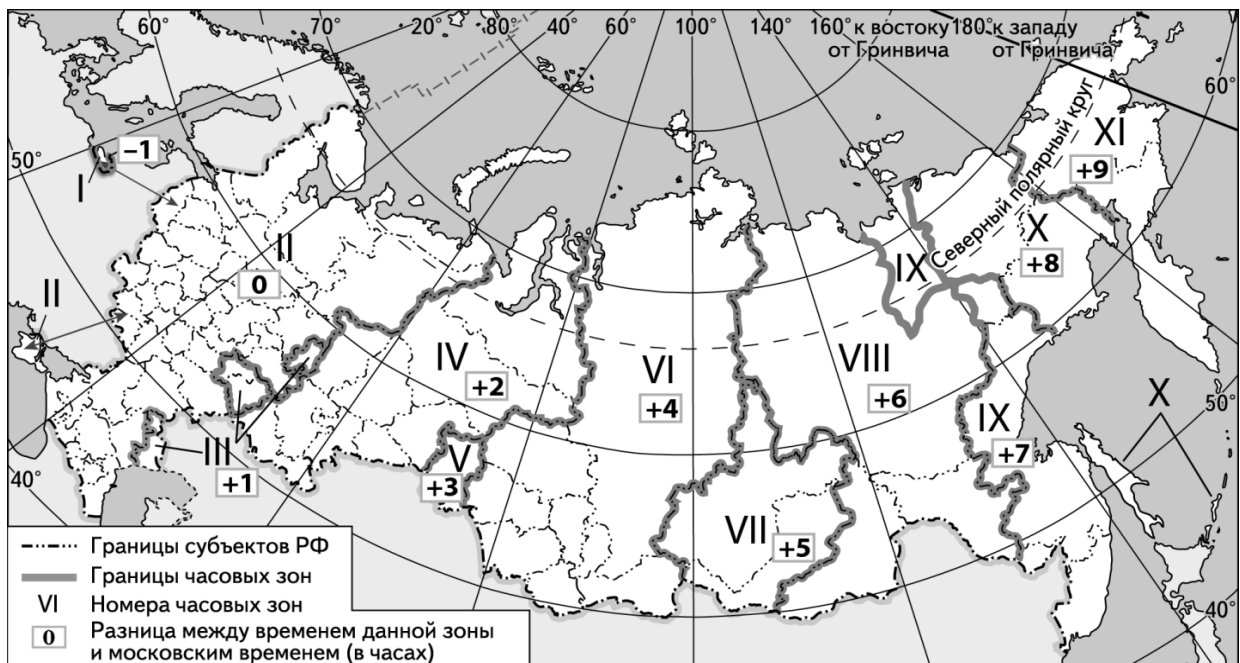 60°
70°
20°
80°
60°
100°
140°
160° к востоку
от Гринвича
180° к западу
от Гринвича
60°
50°
–1
I
XI
+9
Северный полярный круг
II
0
X
+8
IX
II
IV
+2
VI
+4
VIII
+6
X
50°
IX
+7
III
+1
V
+3
40°
VII
+5
40°
Границы субъектов РФ
Границы часовых зон
VI Номера часовых зон
0 Разница между временем данной зоны
и московским временем (в часах)